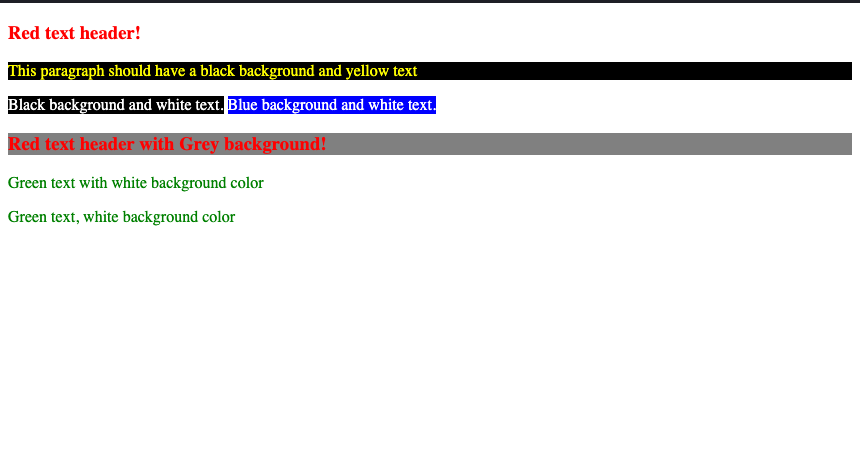 Red text header!
This paragraph should have a black background and yellow text
Black background and white text. Blue background and white text.
Red text header with Grey background!
Green text with white background color
Green text, white background color